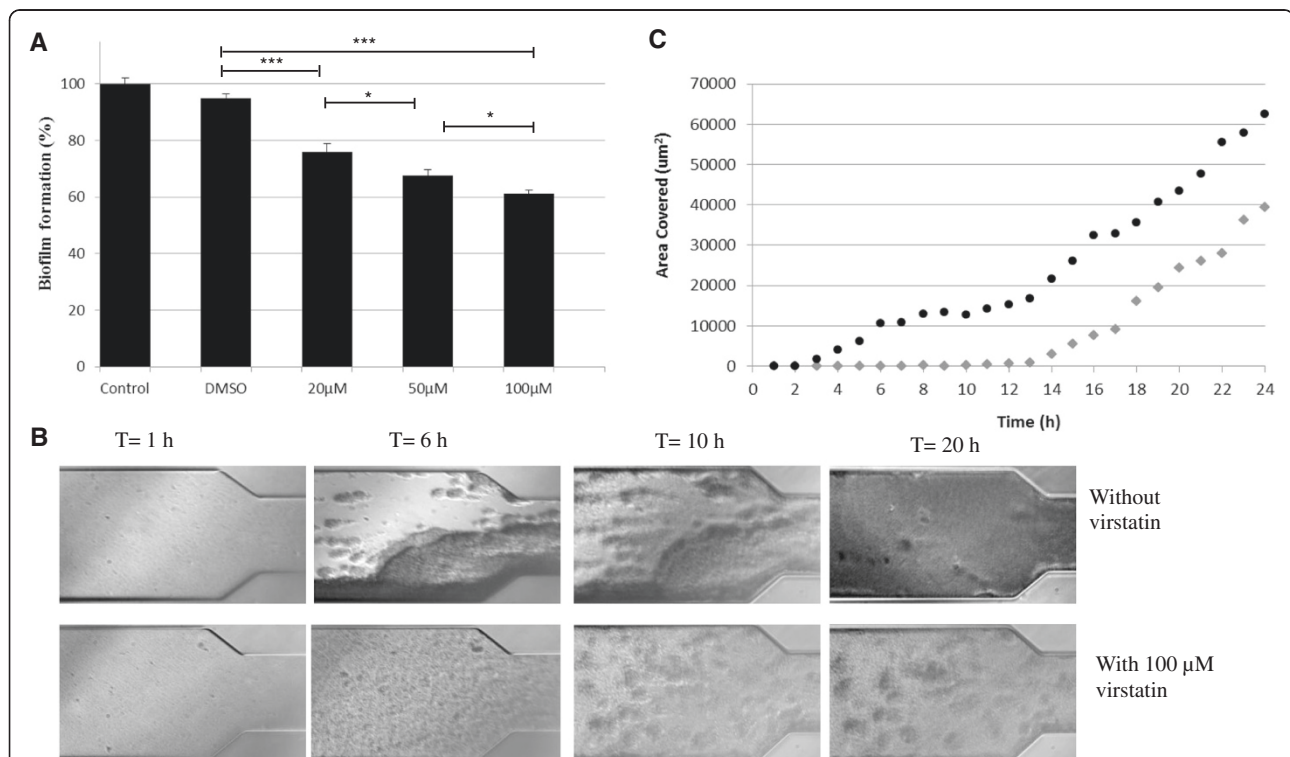 A
***
***
*
*
Biofilm formation (%)
100
80
60
40
20
0
Control DMSO 20µM 50µM 100µM
C
Area Covered (um²)
70000
60000
50000
40000
30000
20000
10000
0
0 2 4 6 8 10 12 14 16 18 20 22 24
Time (h)
B
T= 1 h T= 6 h T= 10 h T= 20 h
Without
virstatin
With 100 µM
virstatin